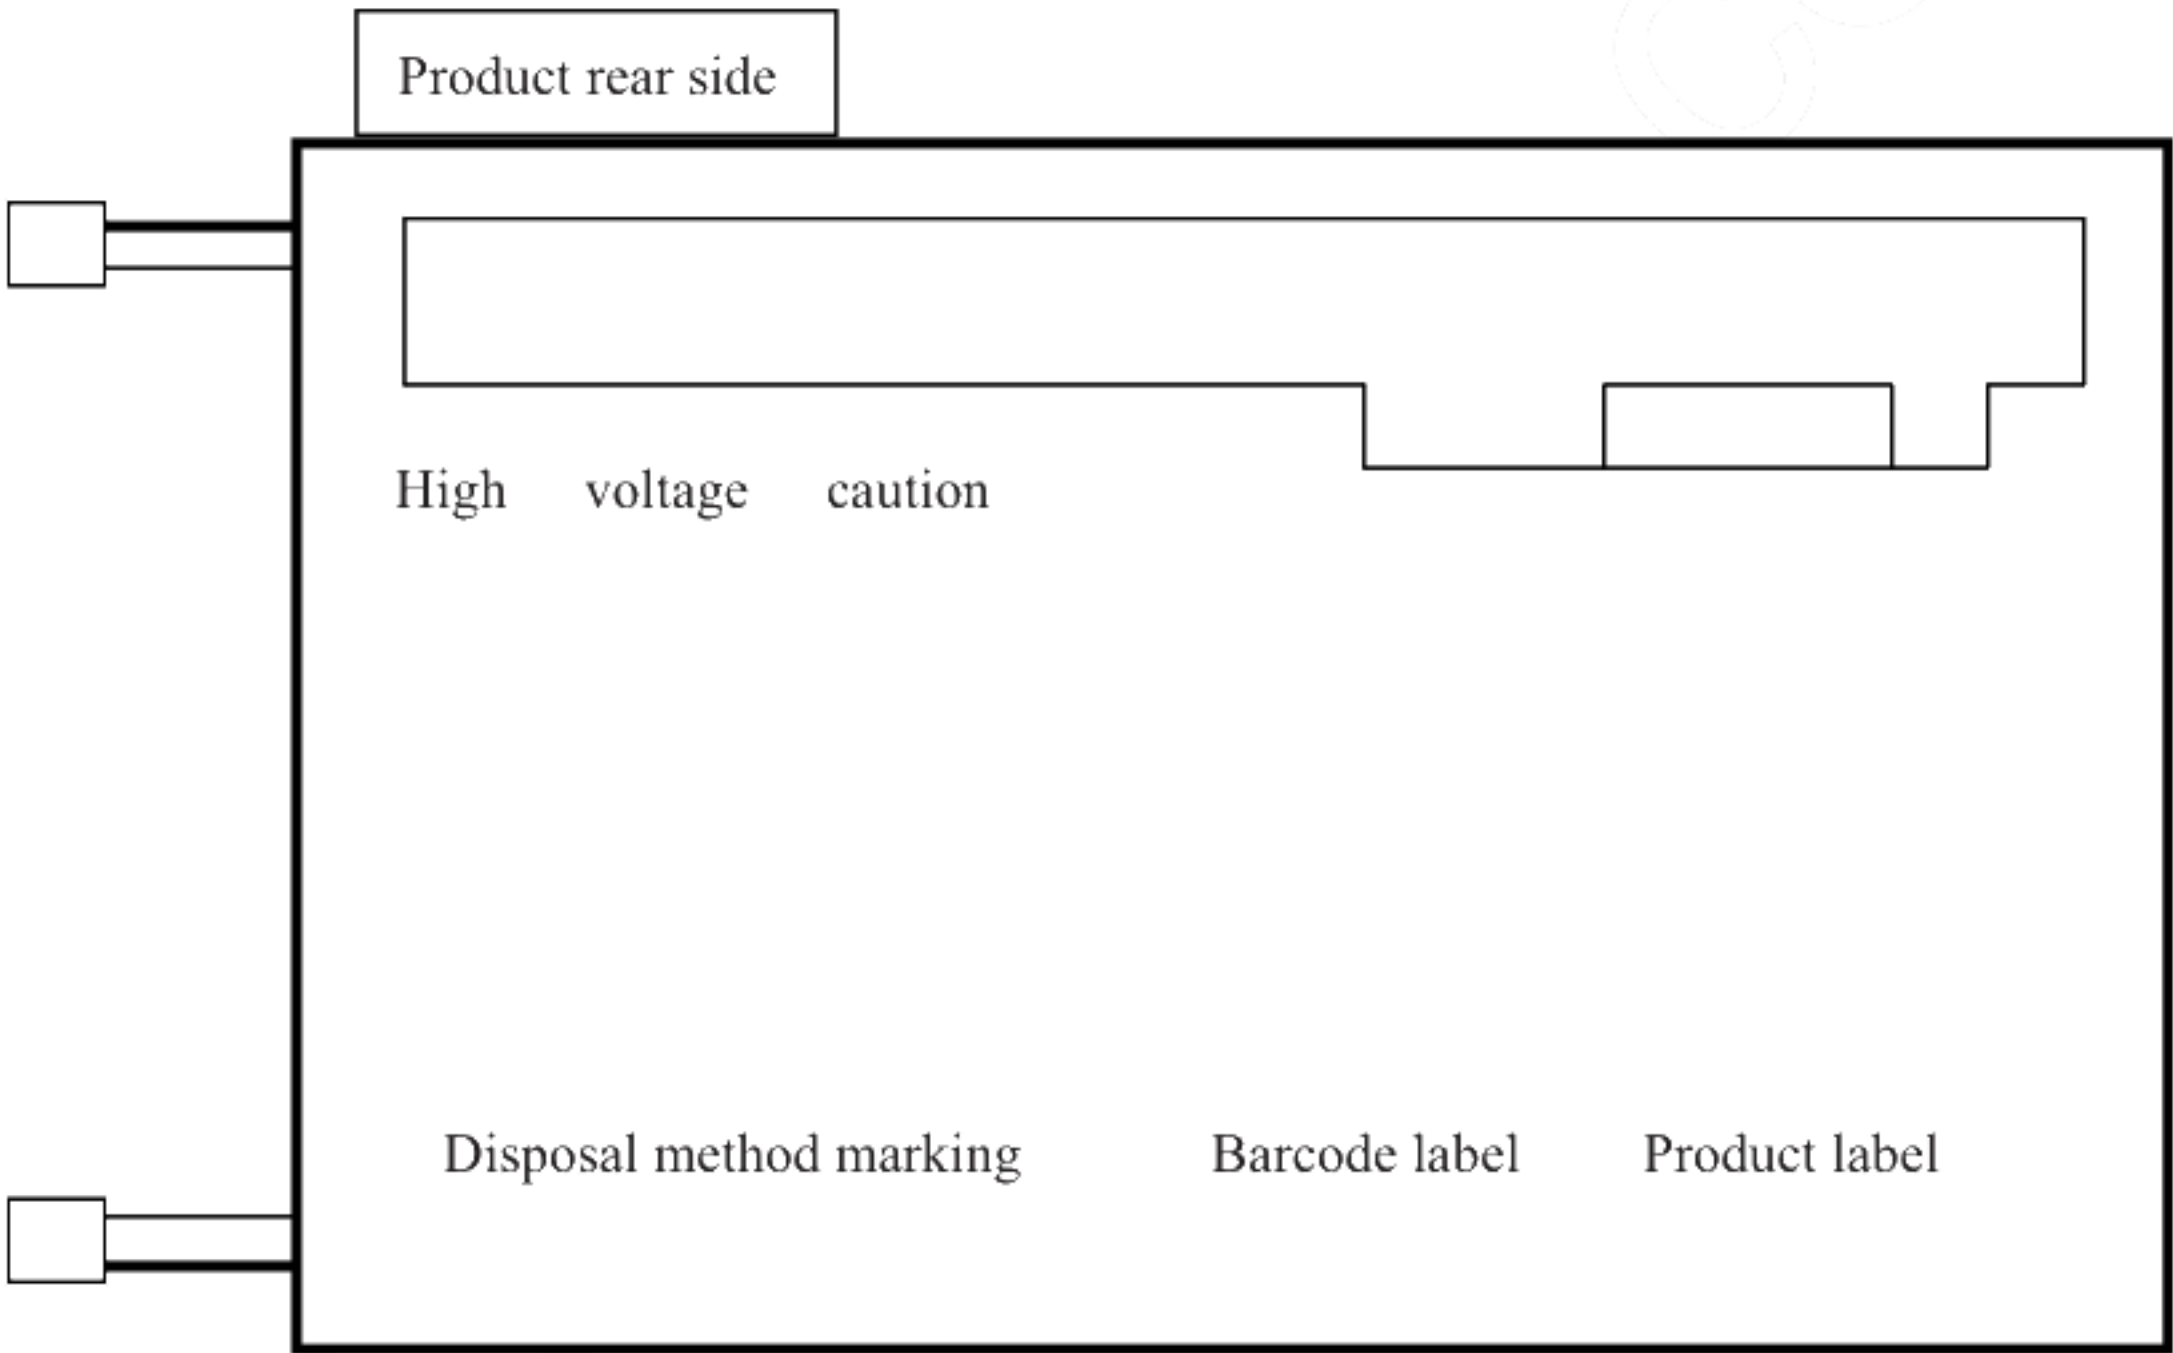 Product rear side
High voltage caution
Disposal method marking Barcode label Product label